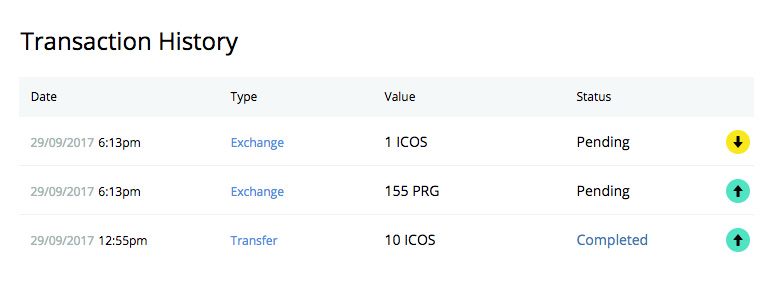 Transaction History
Date Type Value Status
29/09/2017 6:13pm Exchange 1 ICOS Pending
29/09/2017 6:13pm Exchange 155 PRG Pending
29/09/2017 12:55pm Transfer 10 ICOS Completed